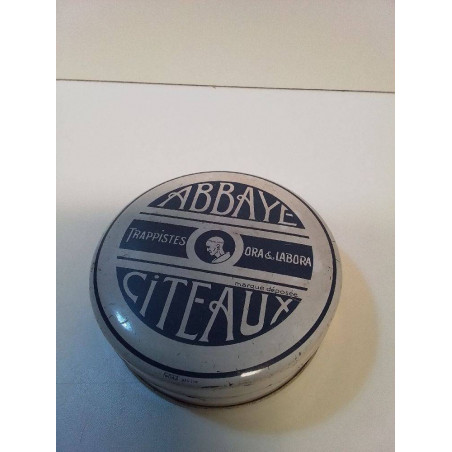 ABBAYE
TRAPPISTES ORA & LABORA
marque déposée
CITEAUX